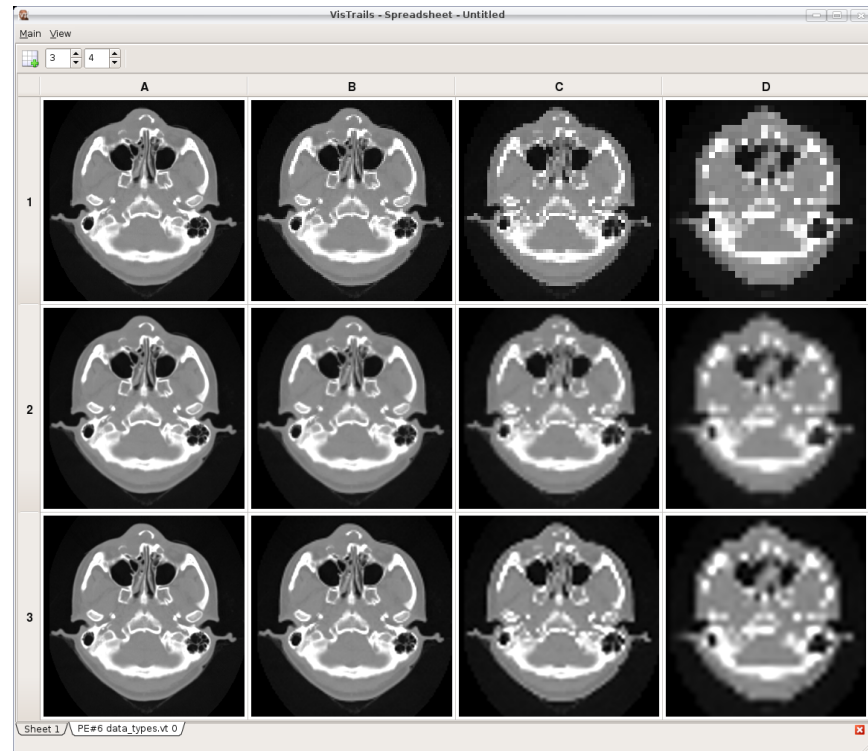 VisTrails - Spreadsheet - Untitled
Main View
3 4
A B C D
1
2
3
Sheet 1 PE#6 data_types.vt 0